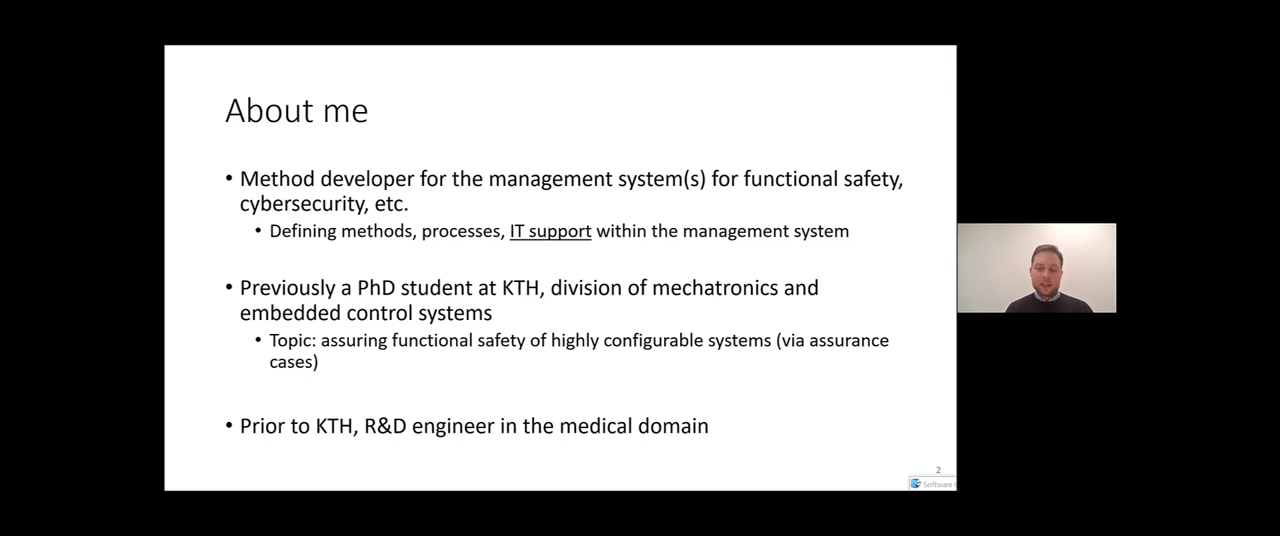 About me
• Method developer for the management system(s) for functional safety,
cybersecurity, etc.
• Defining methods, processes, IT support within the management system
• Previously a PhD student at KTH, division of mechatronics and
embedded control systems
• Topic: assuring functional safety of highly configurable systems (via assurance
cases)
• Prior to KTH, R&D engineer in the medical domain
2
Software